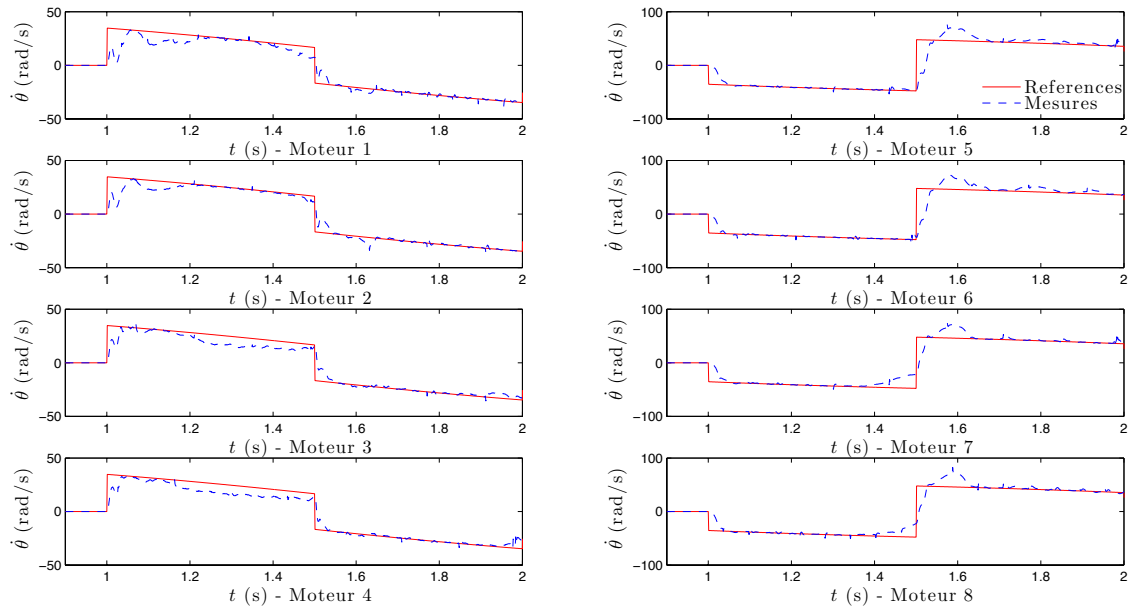 50
0
−50
θ̇ (rad/s)
1 1.2 1.4 1.6 1.8 2
t (s) - Moteur 1
100
0
−100
θ̇ (rad/s)
References
Mesures
1 1.2 1.4 1.6 1.8 2
t (s) - Moteur 5
50
0
−50
θ̇ (rad/s)
1 1.2 1.4 1.6 1.8 2
t (s) - Moteur 2
100
0
−100
θ̇ (rad/s)
1 1.2 1.4 1.6 1.8 2
t (s) - Moteur 6
50
0
−50
θ̇ (rad/s)
1 1.2 1.4 1.6 1.8 2
t (s) - Moteur 3
100
0
−100
θ̇ (rad/s)
1 1.2 1.4 1.6 1.8 2
t (s) - Moteur 7
50
0
−50
θ̇ (rad/s)
1 1.2 1.4 1.6 1.8 2
t (s) - Moteur 4
100
0
−100
θ̇ (rad/s)
1 1.2 1.4 1.6 1.8 2
t (s) - Moteur 8